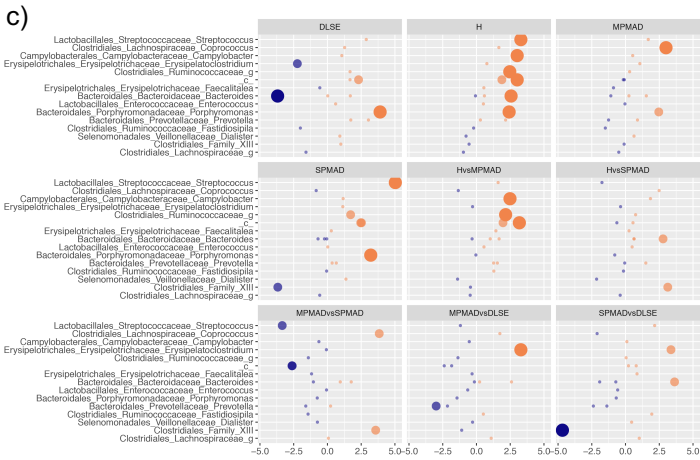 c)
DLSE H MPMAD
Lactobacillales_Streptococcaceae_Streptococcus
Clostridiales_Lachnospiraceae_Coprococcus
Campylobacterales_Campylobacteraceae_Campylobacter
Erysipelotrichales_Erysipelotrichaceae_Erysipelatoclostridium
Clostridiales_Ruminococcaceae_g
_c_
Erysipelotrichales_Erysipelotrichaceae_Faecalitalea
Bacteroidales_Bacteroidaceae_Bacteroides
Lactobacillales_Enterococcaceae_Enterococcus
Bacteroidales_Porphyromonadaceae_Porphyromonas
Bacteroidales_Prevotellaceae_Prevotella
Clostridiales_Ruminococcaceae_Fastidiosipila
Selenomonadales_Veillonellaceae_Dialister
Clostridiales_Family_XIII
Clostridiales_Lachnospiraceae_g
SPMAD HvsMPMAD HvsSPMAD
Lactobacillales_Streptococcaceae_Streptococcus
Clostridiales_Lachnospiraceae_Coprococcus
Campylobacterales_Campylobacteraceae_Campylobacter
Erysipelotrichales_Erysipelotrichaceae_Erysipelatoclostridium
Clostridiales_Ruminococcaceae_g
_c_
Erysipelotrichales_Erysipelotrichaceae_Faecalitalea
Bacteroidales_Bacteroidaceae_Bacteroides
Lactobacillales_Enterococcaceae_Enterococcus
Bacteroidales_Porphyromonadaceae_Porphyromonas
Bacteroidales_Prevotellaceae_Prevotella
Clostridiales_Ruminococcaceae_Fastidiosipila
Selenomonadales_Veillonellaceae_Dialister
Clostridiales_Family_XIII
Clostridiales_Lachnospiraceae_g
MPMADvsSPMAD MPMADvsDLSE SPMADvsDLSE
Lactobacillales_Streptococcaceae_Streptococcus
Clostridiales_Lachnospiraceae_Coprococcus
Campylobacterales_Campylobacteraceae_Campylobacter
Erysipelotrichales_Erysipelotrichaceae_Erysipelatoclostridium
Clostridiales_Ruminococcaceae_g
_c_
Erysipelotrichales_Erysipelotrichaceae_Faecalitalea
Bacteroidales_Bacteroidaceae_Bacteroides
Lactobacillales_Enterococcaceae_Enterococcus
Bacteroidales_Porphyromonadaceae_Porphyromonas
Bacteroidales_Prevotellaceae_Prevotella
Clostridiales_Ruminococcaceae_Fastidiosipila
Selenomonadales_Veillonellaceae_Dialister
Clostridiales_Family_XIII
Clostridiales_Lachnospiraceae_g
−5.0 −2.5 0.0 2.5 5.0 −5.0 −2.5 0.0 2.5 5.0 −5.0 −2.5 0.0 2.5 5.0